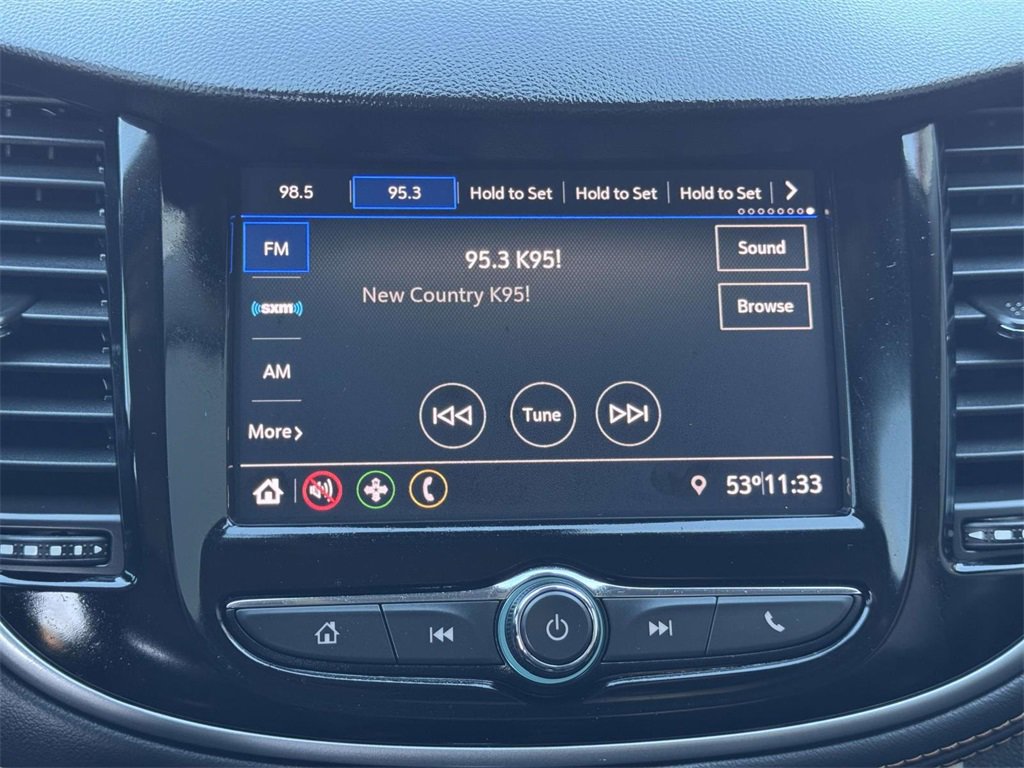 98.5 95.3 Hold to Set Hold to Set Hold to Set
FM
95.3 K95!
Sound
New Country K95!
sxm
Browse
AM
Tune
More
53° 11:33